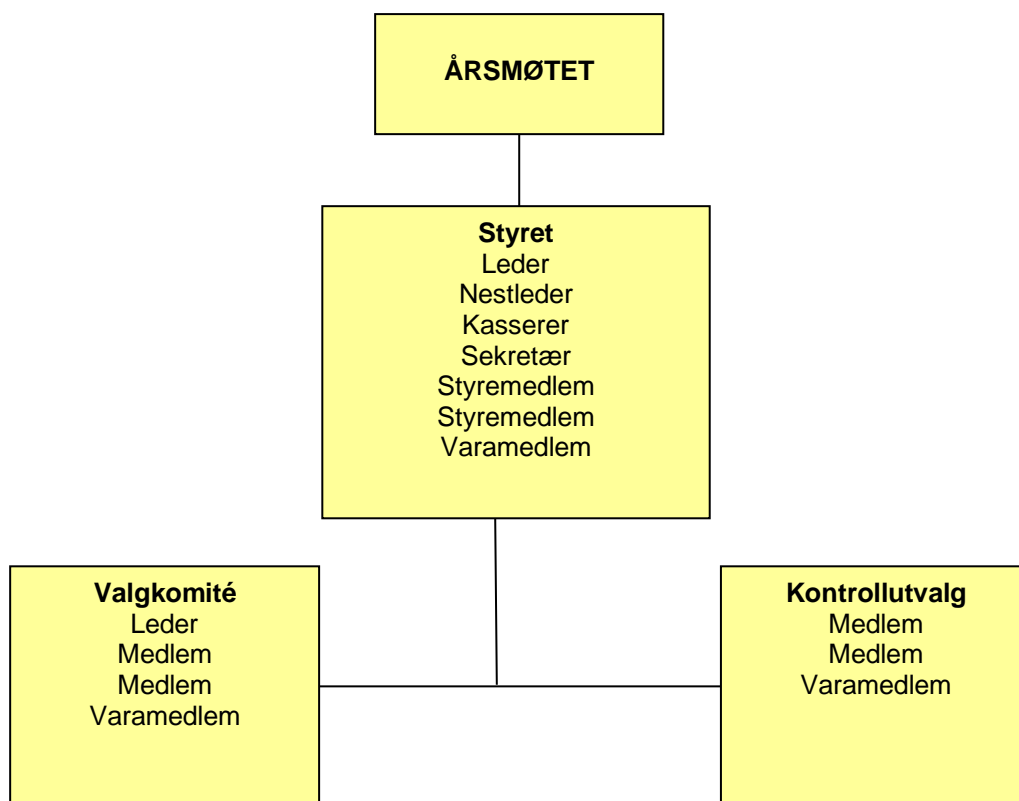 ÅRSMØTET
Styret
Leder
Nestleder
Kasserer
Sekretær
Styremedlem
Styremedlem
Varamedlem
Valgkomité
Leder
Medlem
Medlem
Varamedlem
Kontrollutvalg
Medlem
Medlem
Varamedlem